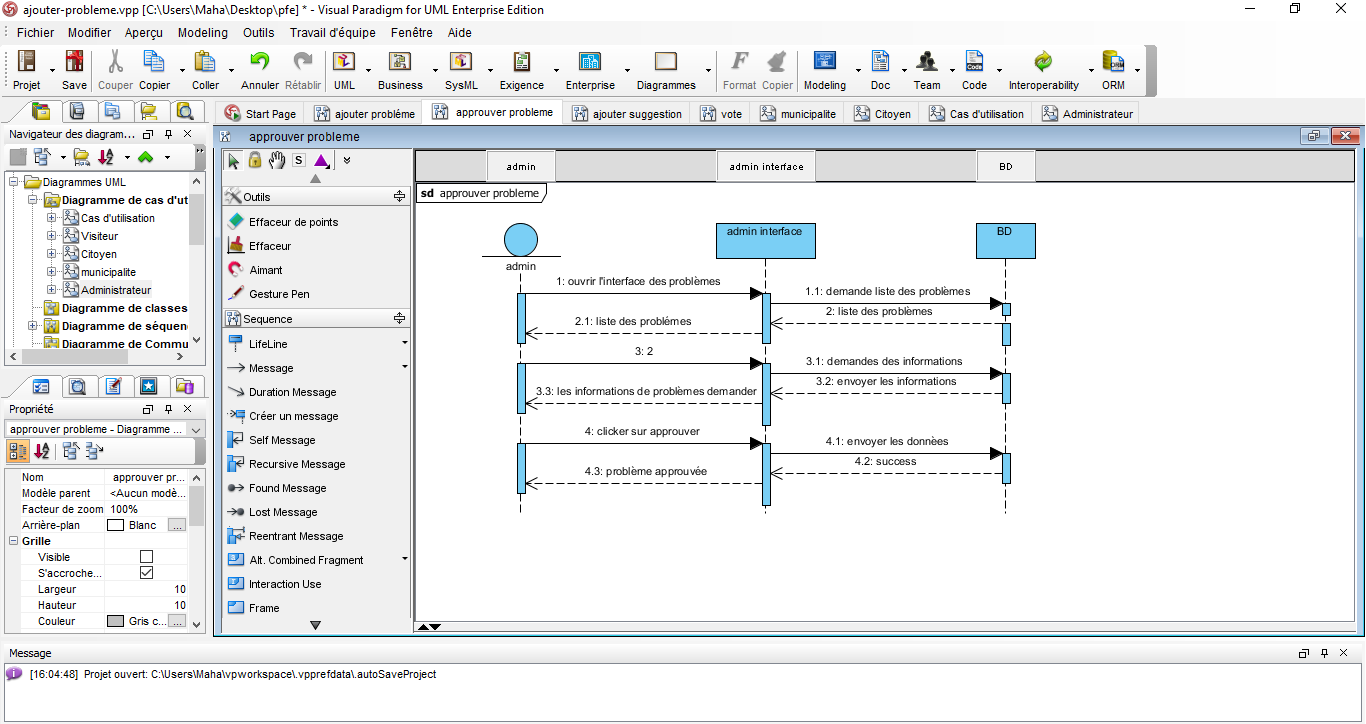 ajouter-probleme.vpp [C:\Users\Maha\Desktop\pfe] * - Visual Paradigm for UML Enterprise Edition
Fichier Modifier Aperçu Modeling Outils Travail d'équipe Fenêtre Aide
Projet Save Couper Copier Coller Annuler Rétablir UML Business SysML Exigence Enterprise Diagrammes Format Copier Modeling Doc Team Code Interoperability ORM
Start Page ajouter probléme approuver probleme ajouter suggestion vote municipalite Citoyen Cas d'utilisation Administrateur
Navigateur des diagram...
Diagrammes UML
Diagramme de cas d'ut
Cas d'utilisation
Visiteur
Citoyen
municipalite
Administrateur
Diagramme de classes
Diagramme de séquen
Diagramme de Commu
Propriété
approuver probleme - Diagramme ...
Nom approuver pr...
Modèle parent <Aucun modè...
Facteur de zoom 100%
Arrière-plan Blanc ...
Grille
Visible
S'accroche...
Largeur 10
Hauteur 10
Couleur Gris c... ...
approuver probleme
S
Outils
Effaceur de points
Effaceur
Aimant
Gesture Pen
Sequence
LifeLine
Message
Duration Message
Créer un message
Self Message
Recursive Message
Found Message
Lost Message
Reentrant Message
Alt. Combined Fragment
Interaction Use
Frame
admin admin interface BD
sd approuver probleme
admin interface BD
admin
1: ouvrir l'interface des problèmes
1.1: demande liste des problèmes
2: liste des problèmes
2.1: liste des problémes
3: 2
3.1: demandes des informations
3.2: envoyer les informations
3.3: les informations de problèmes demander
4: clicker sur approuver
4.1: envoyer les donnèes
4.2: success
4.3: problème approuvée
Message
[16:04:48] Projet ouvert: C:\Users\Maha\vpworkspace\.vpprefdata\.autoSaveProject